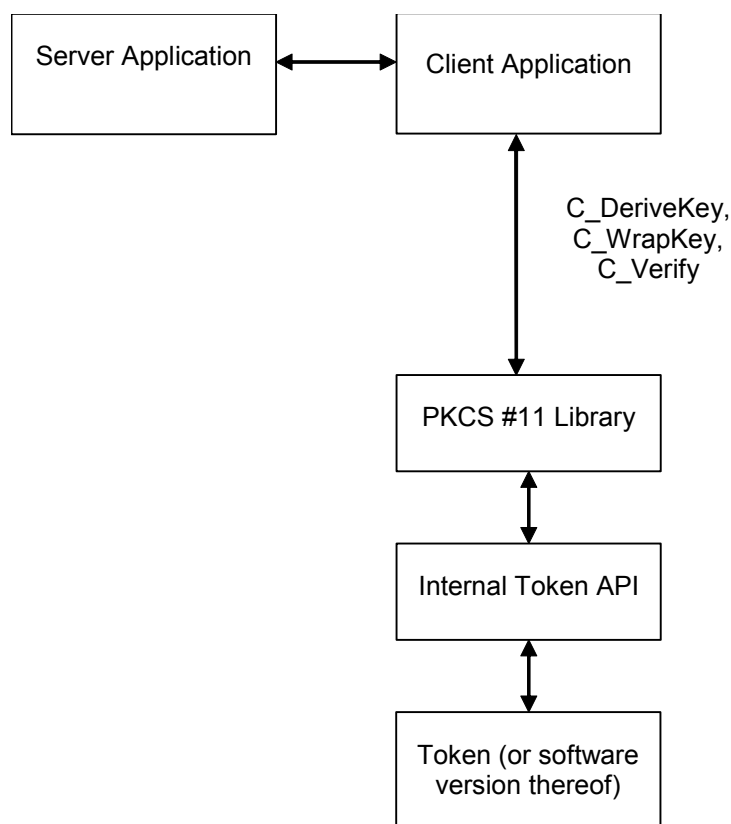 Server Application
Client Application
C_DeriveKey,
C_WrapKey,
C_Verify
PKCS #11 Library
Internal Token API
Token (or software
version thereof)